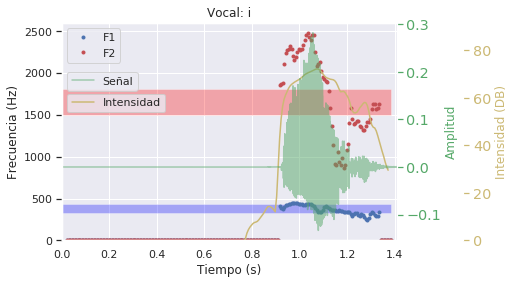 Vocal: i
F1
F2
Señal
Intensidad
Frecuencia (Hz)
2500
2000
1500
1000
500
0
0.0 0.2 0.4 0.6 0.8 1.0 1.2 1.4
Tiempo (s)
0.3
0.2
0.1
0.0
−0.1
Amplitud
80
60
40
20
0
Intensidad (DB)